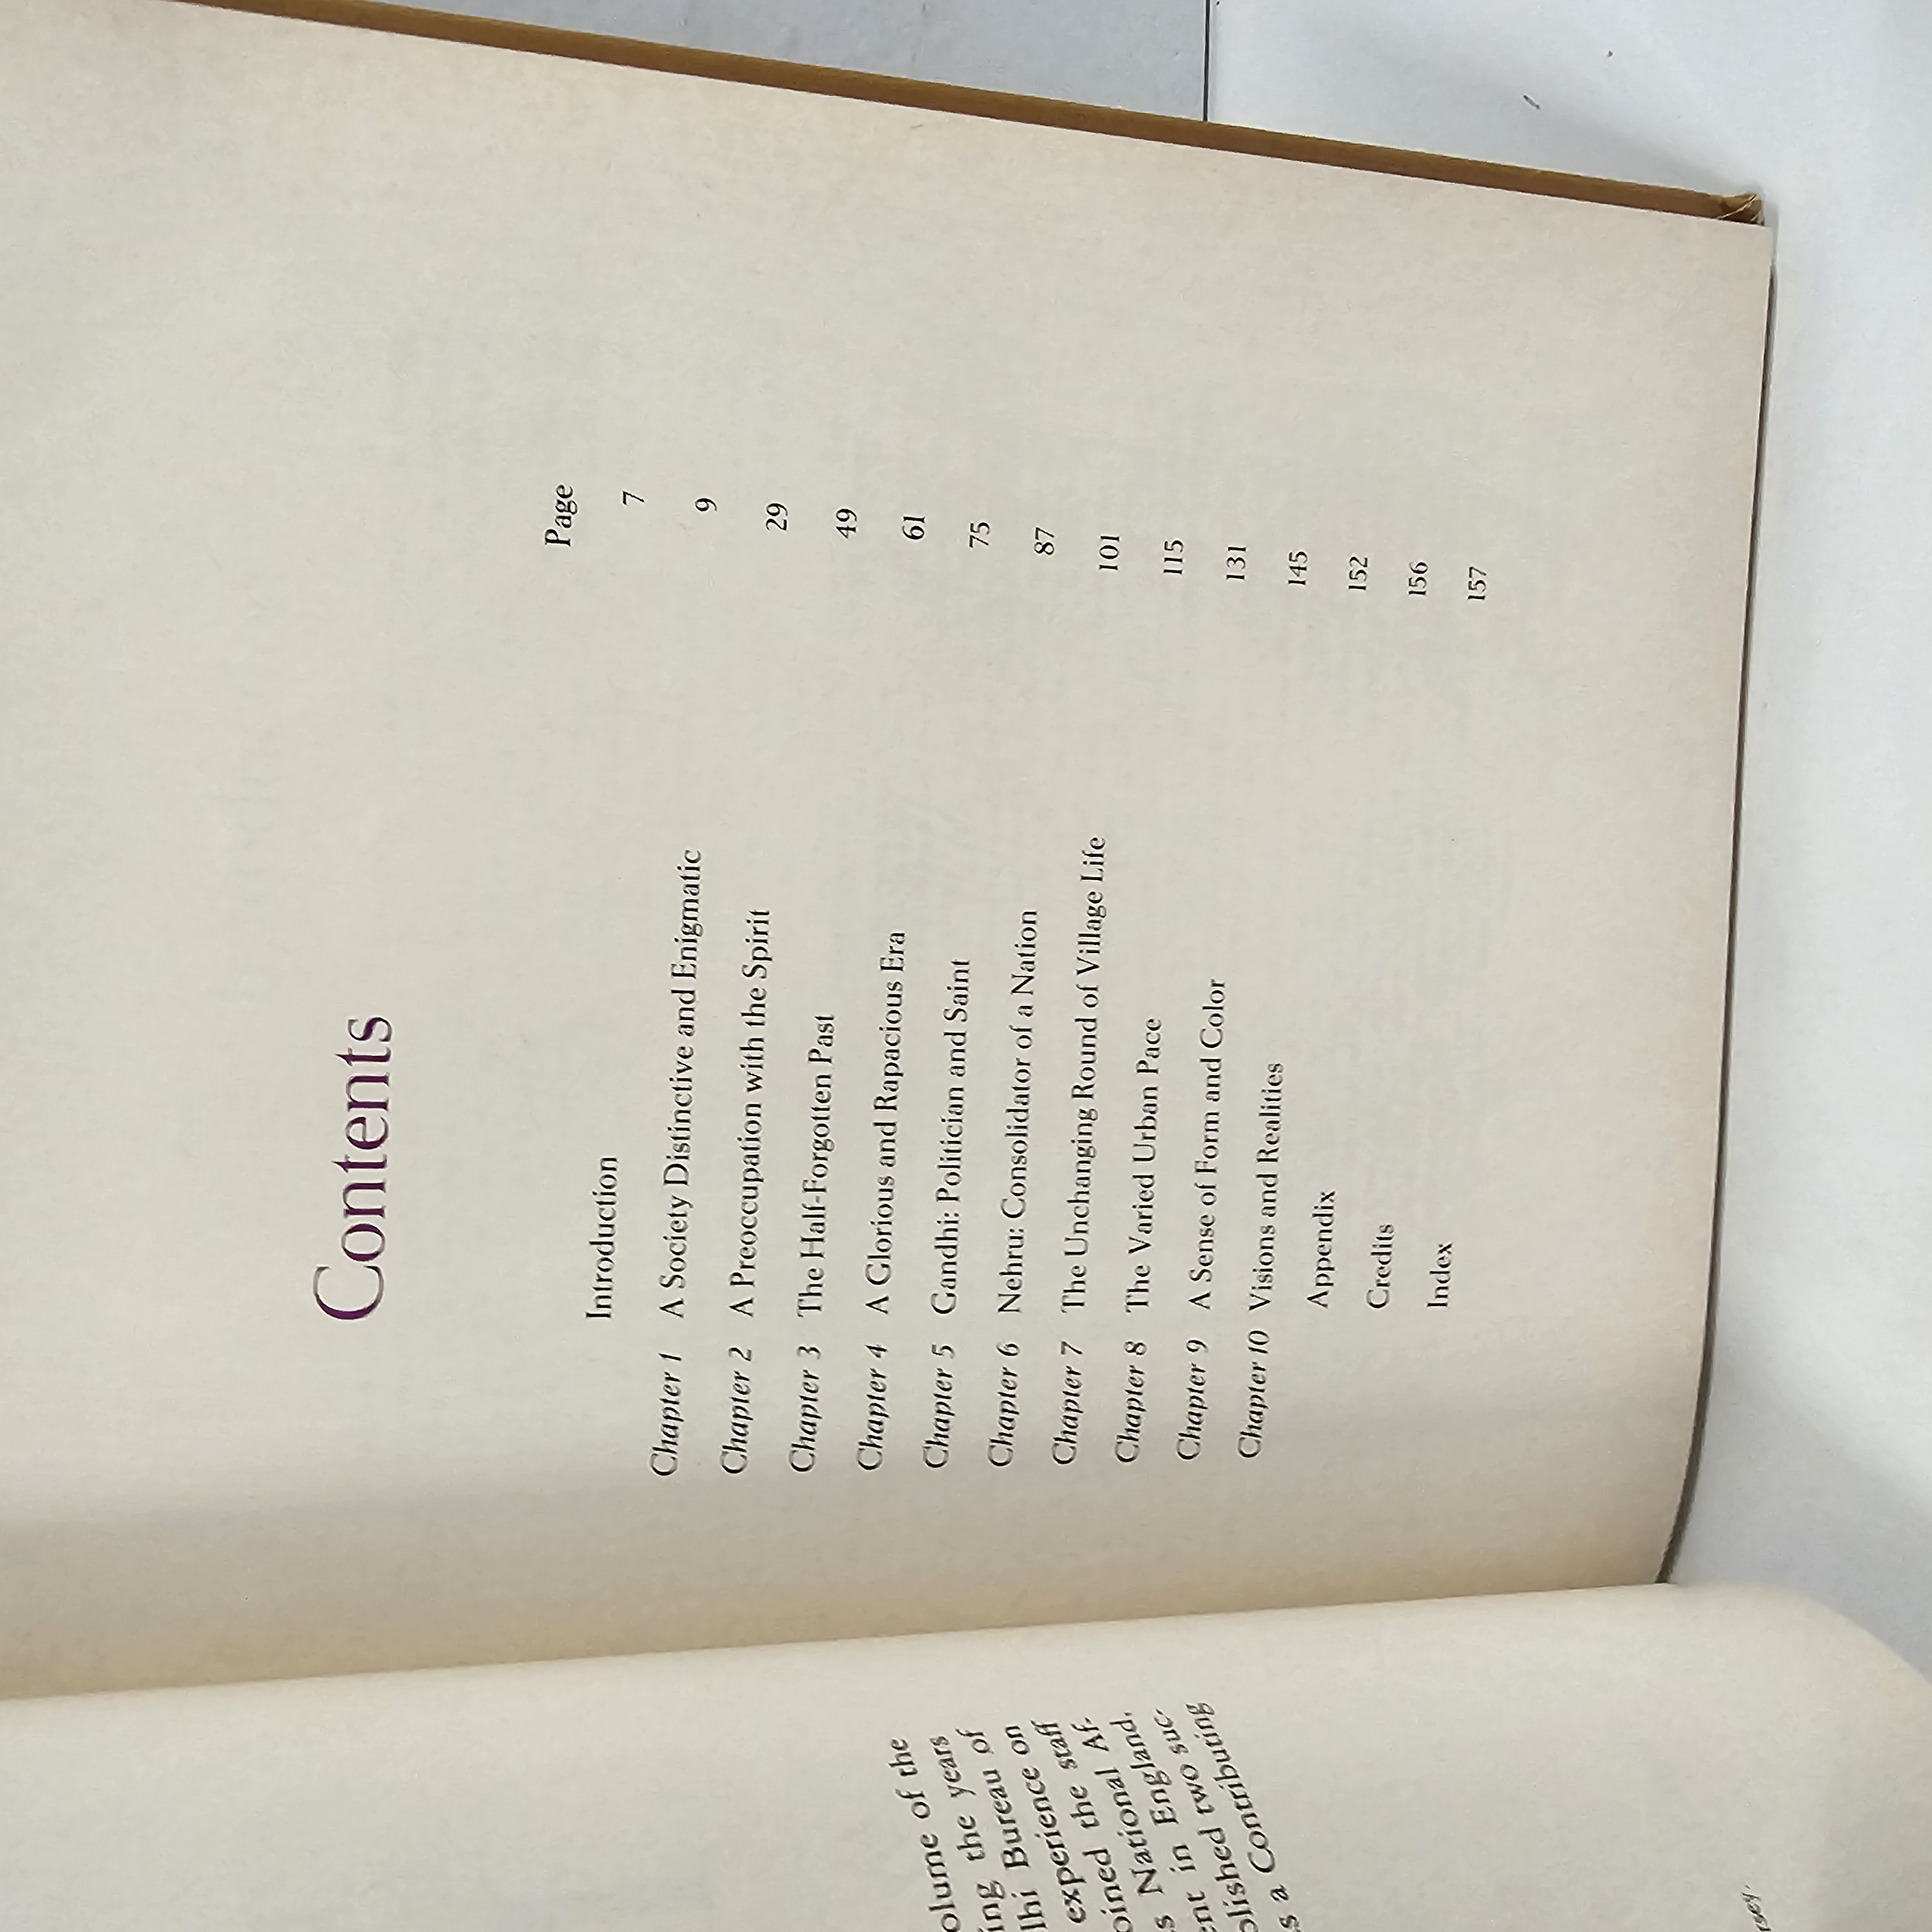 olume of the
ing the years
lhi Bureau of
experience on
oined the staff
s National Af-
ent in England,
blished two suc-
s a Contributing
rsey.
Contents
Page
Introduction 7
Chapter 1 A Society Distinctive and Enigmatic 9
Chapter 2 A Preoccupation with the Spirit 29
Chapter 3 The Half-Forgotten Past 49
Chapter 4 A Glorious and Rapacious Era 61
Chapter 5 Gandhi: Politician and Saint 75
Chapter 6 Nehru: Consolidator of a Nation 87
Chapter 7 The Unchanging Round of Village Life 101
Chapter 8 The Varied Urban Pace 115
Chapter 9 A Sense of Form and Color 131
Chapter 10 Visions and Realities 145
Appendix 152
Credits 156
Index 157